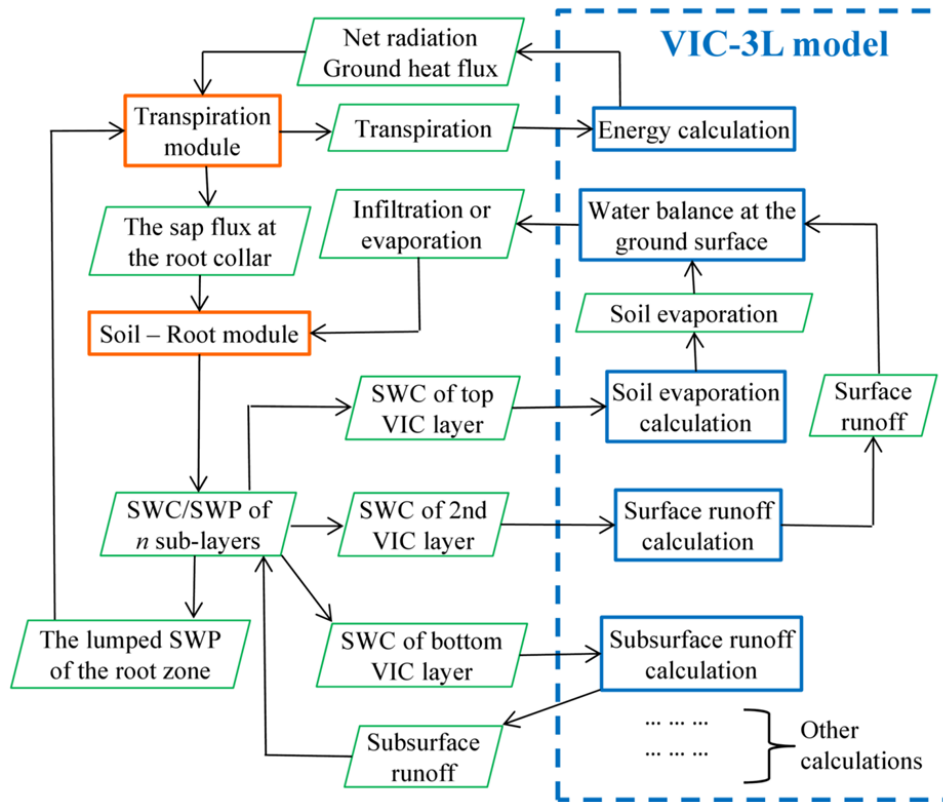 VIC-3L model
Net radiation
Ground heat flux
Transpiration
module
Transpiration
Energy calculation
The sap flux at
the root collar
Infiltration or
evaporation
Water balance at the
ground surface
Soil evaporation
Soil – Root module
SWC of top
VIC layer
Soil evaporation
calculation
Surface
runoff
SWC/SWP of
n sub-layers
SWC of 2nd
VIC layer
Surface runoff
calculation
The lumped SWP
of the root zone
SWC of bottom
VIC layer
Subsurface runoff
calculation
Subsurface
runoff
... ... ...
... ... ...
Other
calculations